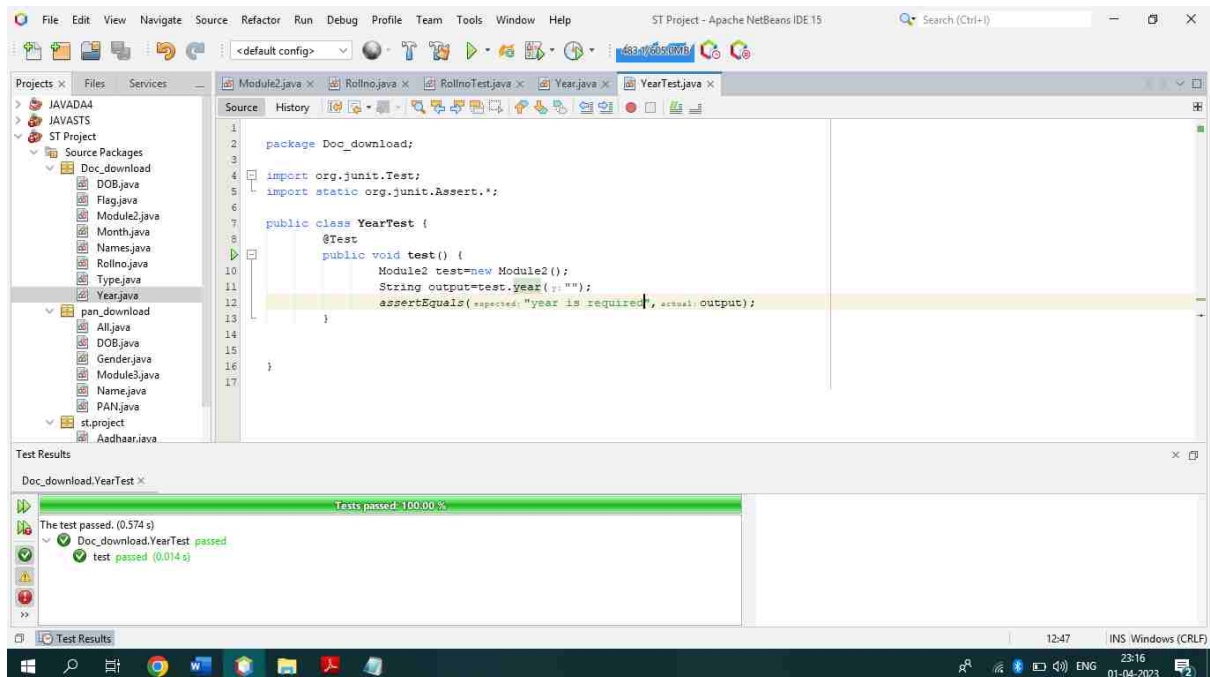 File Edit View Navigate Source Refactor Run Debug Profile Team Tools Window Help ST Project - Apache NetBeans IDE 15 Search (Ctrl+I)
<default config>
Projects Files Services
Module2.java Rollno.java RollnoTest.java Year.java YearTest.java
Source History
JAVADA4
JAVASTS
ST Project
Source Packages
Doc_download
DOB.java
Flag.java
Module2.java
Month.java
Names.java
Rollno.java
Type.java
Year.java
pan_download
All.java
DOB.java
Gender.java
Module3.java
Name.java
PAN.java
st.project
Aadhaar.java
1
2 package Doc_download;
3
4 import org.junit.Test;
5 import static org.junit.Assert.*;
6
7 public class YearTest {
8 @Test
public void test() {
10 Module2 test=new Module2();
11 String output=test.year( y: "");
12 assertEquals( expected: "year is required", actual: output);
13 }
14
15
16 }
17
Test Results
Doc_download.YearTest
Tests passed: 100.00 %
The test passed. (0.574 s)
Doc_download.YearTest passed
test passed (0.014 s)
Test Results 12:47 INS Windows (CRLF)
ENG 23:16
01-04-2023